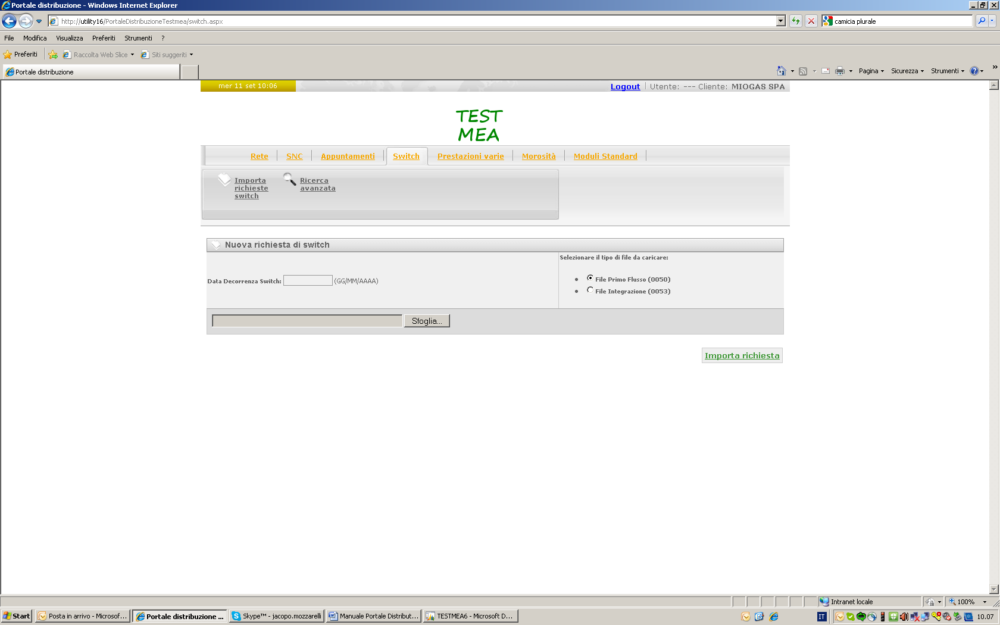 Portale distribuzione - Windows Internet Explorer
http://utility16/PortaleDistribuzioneTestmea/switch.aspx
camicia plurale
File Modifica Visualizza Preferiti Strumenti ?
Preferiti Raccolta Web Slice Siti suggeriti
Portale distribuzione
Pagina Sicurezza Strumenti
mer 11 set 10:06
Logout Utente: --- Cliente: MIOGAS SPA
TEST
MEA
Rete SNC Appuntamenti Switch Prestazioni varie Morosità Moduli Standard
Importa
richieste
switch
Ricerca
avanzata
Nuova richiesta di switch
Selezionare il tipo di file da caricare:
Data Decorrenza Switch: (GG/MM/AAAA)
File Primo Flusso (0050)
File Integrazione (0053)
Sfoglia...
Importa richiesta
Intranet locale
100%
Start Posta in arrivo - Microsof... Portale distribuzione ... Skype™ - jacopo.mozzarelli Manuale Portale Distribut... TESTMEA6 - Microsoft D... IT 10.07